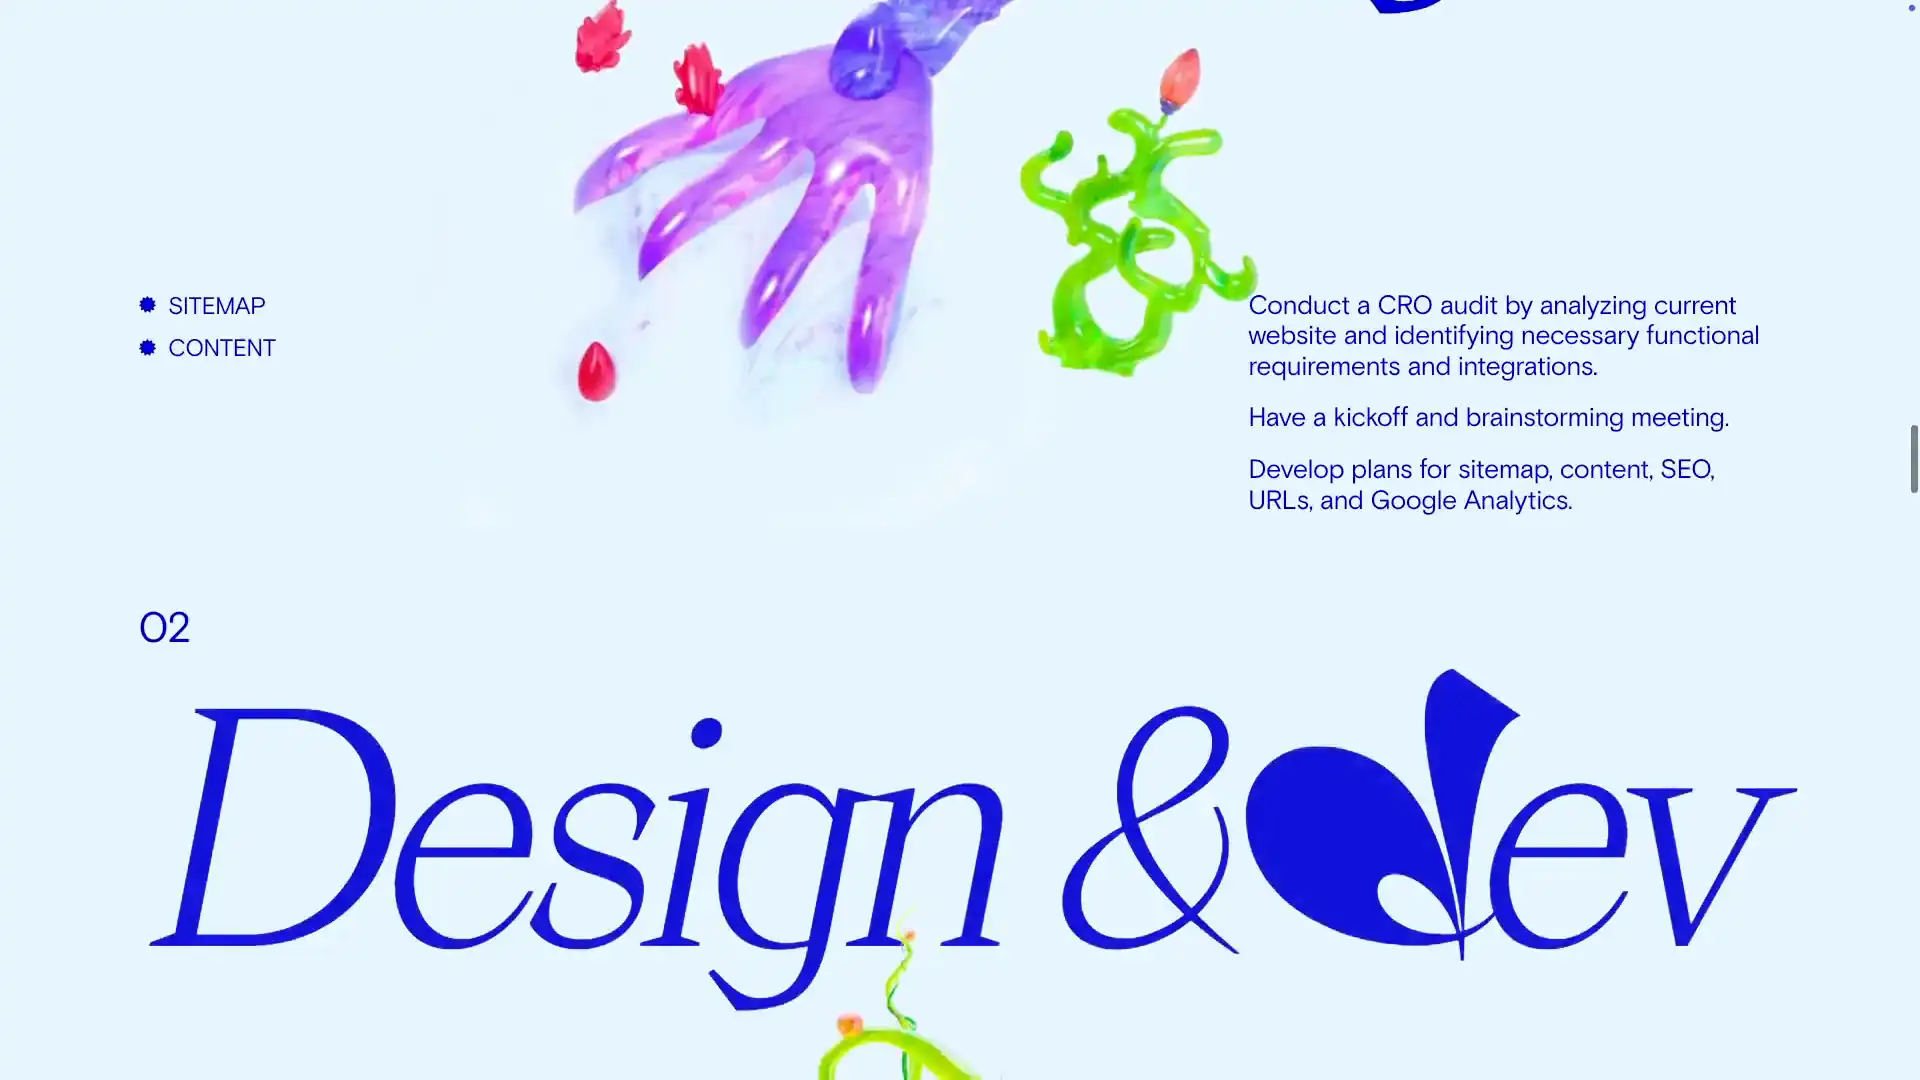 SITEMAP
CONTENT
Conduct a CRO audit by analyzing current
website and identifying necessary functional
requirements and integrations.
Have a kickoff and brainstorming meeting.
Develop plans for sitemap, content, SEO,
URLs, and Google Analytics.
02
Design & dev